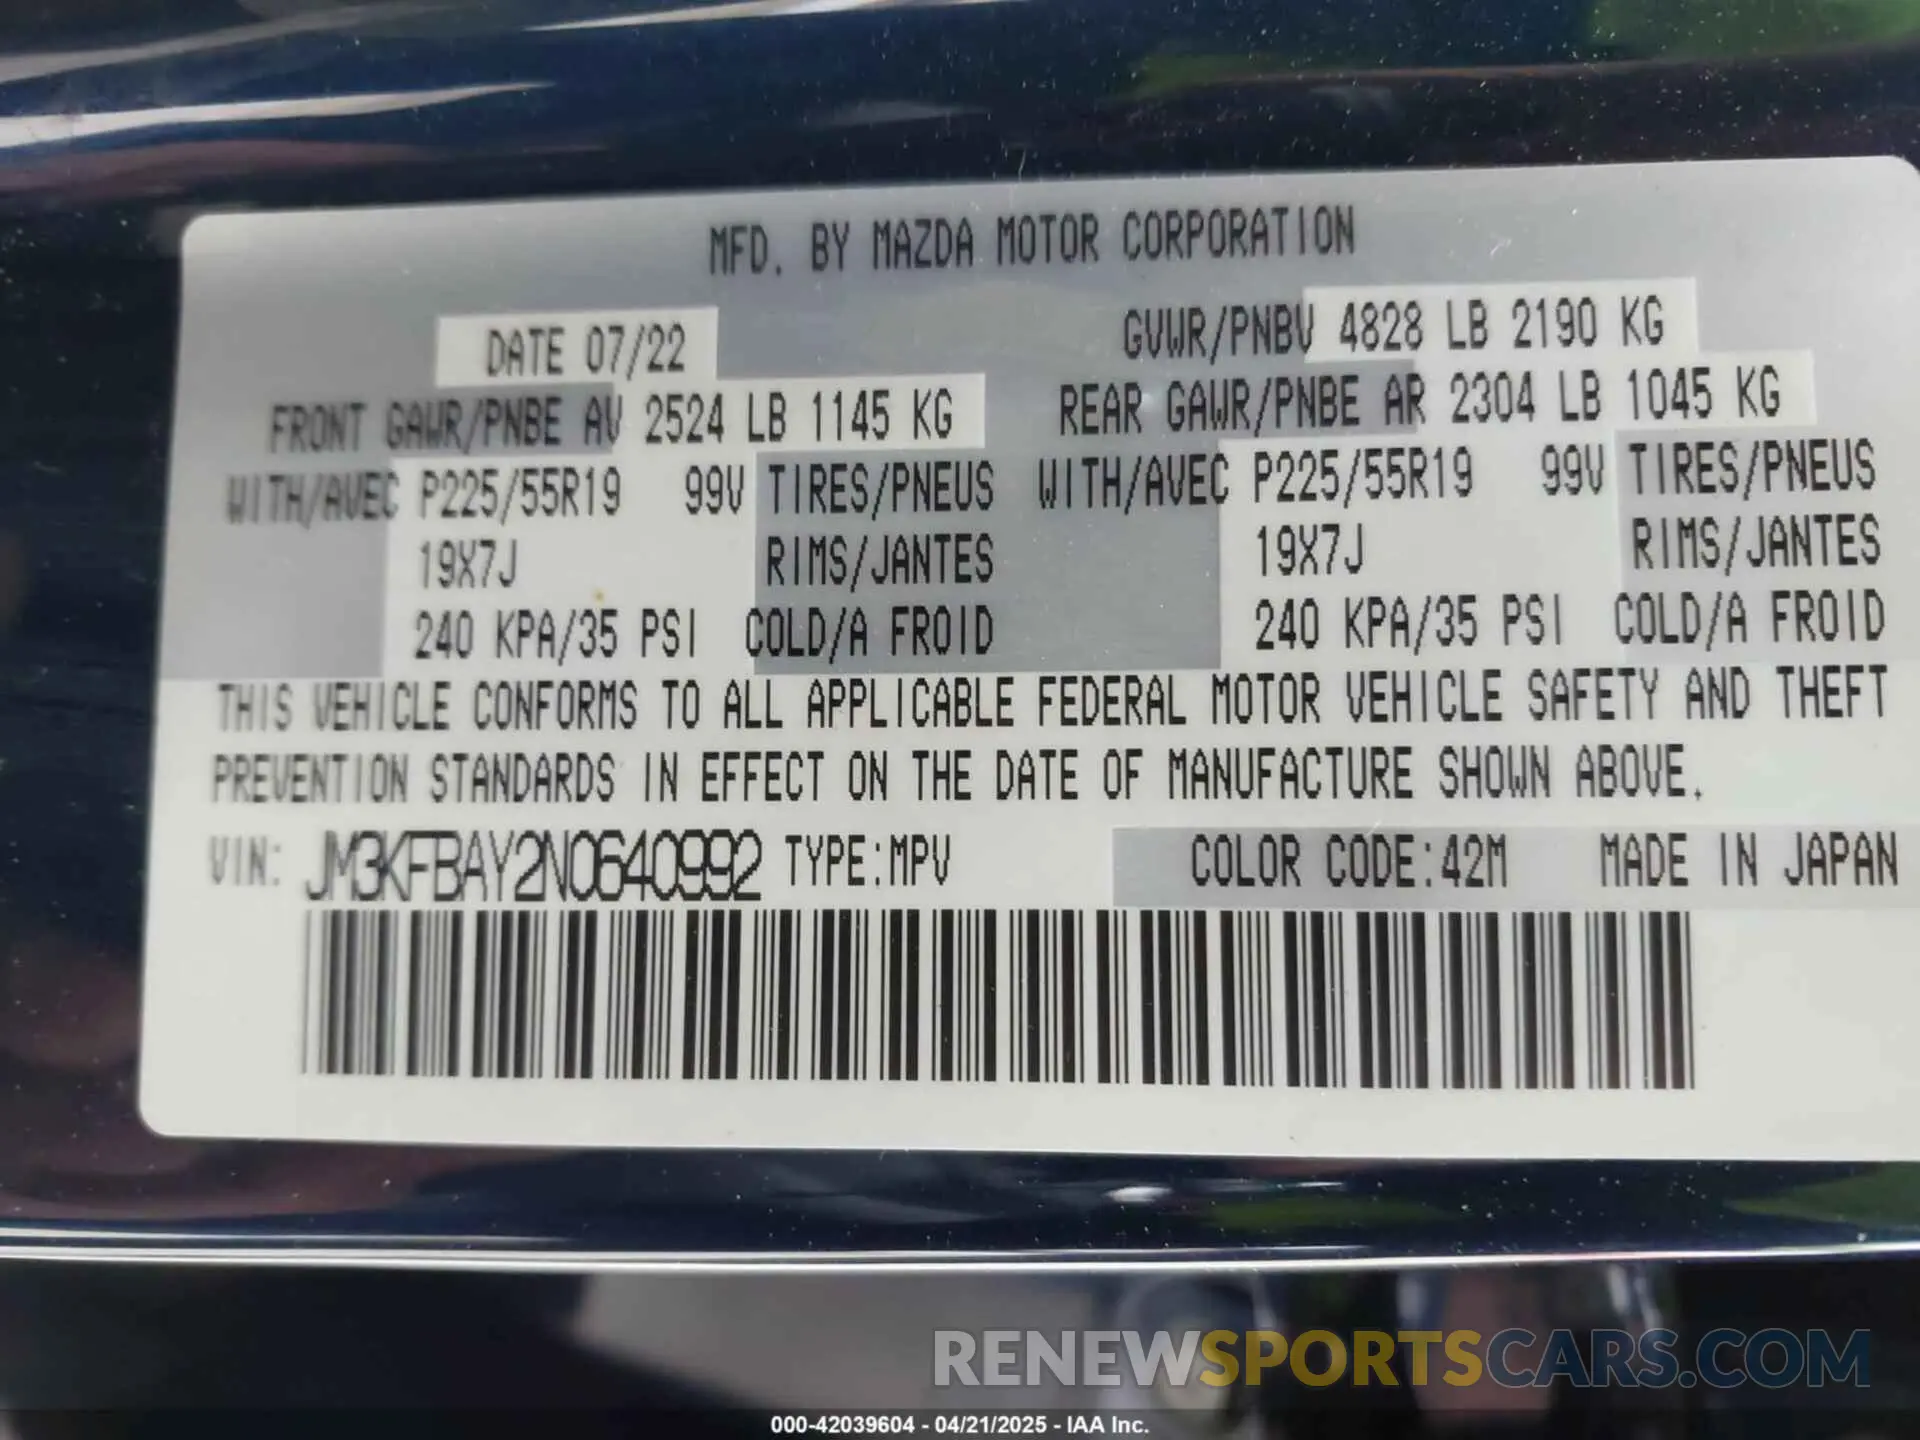 MFD. BY MAZDA MOTOR CORPORATION
DATE 07/22 GVWR/PNBV 4828 LB 2190 KG
FRONT GAWR/PNBE AV 2524 LB 1145 KG REAR GAWR/PNBE AR 2304 LB 1045 KG
WITH/AVEC P225/55R19 99V TIRES/PNEUS WITH/AVEC P225/55R19 99V TIRES/PNEUS
19X7J RIMS/JANTES 19X7J RIMS/JANTES
240 KPA/35 PSI COLD/A FROID 240 KPA/35 PSI COLD/A FROID
THIS VEHICLE CONFORMS TO ALL APPLICABLE FEDERAL MOTOR VEHICLE SAFETY AND THEFT
PREVENTION STANDARDS IN EFFECT ON THE DATE OF MANUFACTURE SHOWN ABOVE.
VIN: JM3KFBAY2N0640992 TYPE:MPV COLOR CODE:42M MADE IN JAPAN
RENEWSPORTSCARS.COM
000-42039604 - 04/21/2025 - IAA Inc.